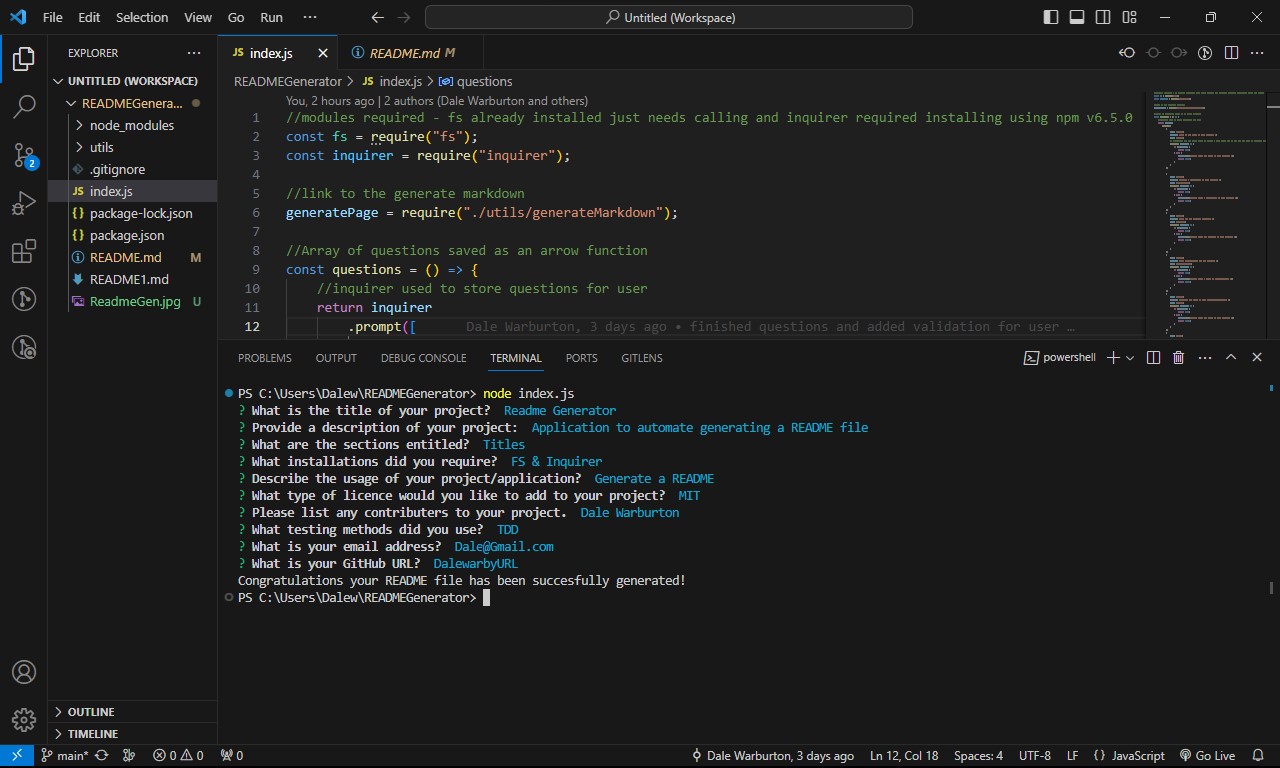 File Edit Selection View Go Run ··· Untitled (Workspace)
EXPLORER ···
UNTITLED (WORKSPACE)
READMEGenera...
node_modules
utils
.gitignore
JS index.js
{} package-lock.json
{} package.json
README.md M
README1.md
ReadmeGen.jpg U
2
OUTLINE
TIMELINE
JS index.js README.md M
READMEGenerator > JS index.js > questions
You, 2 hours ago | 2 authors (Dale Warburton and others)
1 //modules required - fs already installed just needs calling and inquirer required installing using npm v6.5.0
2 const fs = require("fs");
3 const inquirer = require("inquirer");
4
5 //link to the generate markdown
6 generatePage = require("./utils/generateMarkdown");
7
8 //Array of questions saved as an arrow function
9 const questions = () => {
10 //inquirer used to store questions for user
11 return inquirer
12 .prompt([ Dale Warburton, 3 days ago • finished questions and added validation for user …
PROBLEMS OUTPUT DEBUG CONSOLE TERMINAL PORTS GITLENS powershell
PS C:\Users\Dalew\READMEGenerator> node index.js
? What is the title of your project? Readme Generator
? Provide a description of your project: Application to automate generating a README file
? What are the sections entitled? Titles
? What installations did you require? FS & Inquirer
? Describe the usage of your project/application? Generate a README
? What type of licence would you like to add to your project? MIT
? Please list any contributers to your project. Dale Warburton
? What testing methods did you use? TDD
? What is your email address? Dale@Gmail.com
? What is your GitHub URL? DalewarbyURL
Congratulations your README file has been succesfully generated!
PS C:\Users\Dalew\READMEGenerator>
main* 0 0 0 Dale Warburton, 3 days ago Ln 12, Col 18 Spaces: 4 UTF-8 LF {} JavaScript Go Live